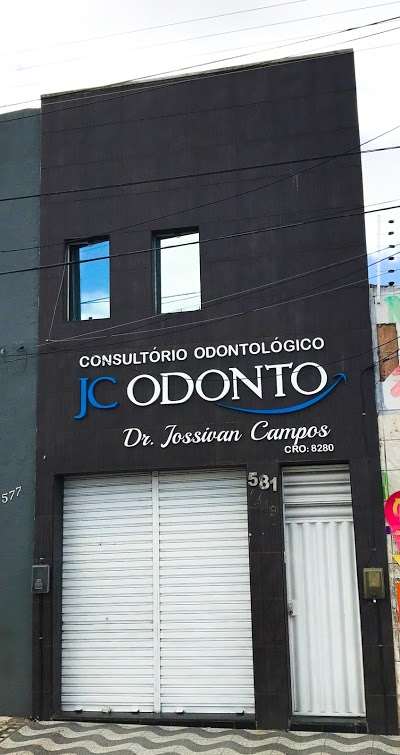 CONSULTÓRIO ODONTOLÓGICO
JC ODONTO
Dr. Jossivan Campos
CRO: 8280
581
577